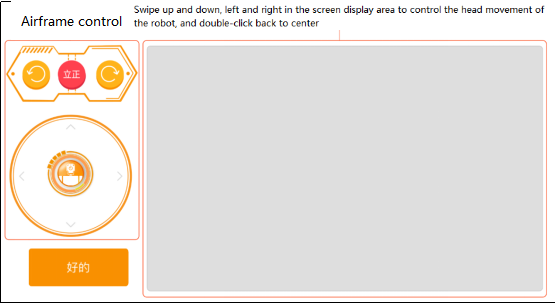 Airframe control
Swipe up and down, left and right in the screen display area to control the head movement of
the robot, and double-click back to center
立正
好的